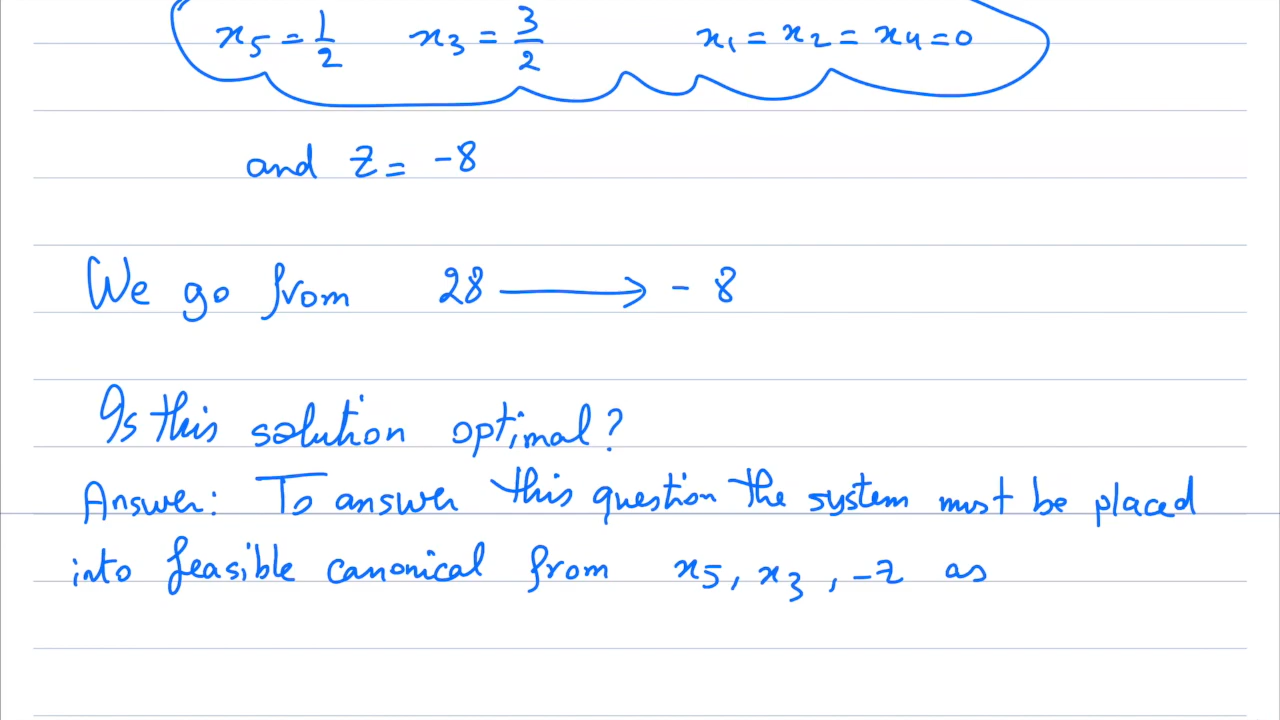 x₅ = 1/2 x₃ = 3/2 x₁ = x₂ = x₄ = 0
and z = -8
We go from 28 ⟶ - 8
Is this solution optimal?
Answer: To answer this question the system must be placed
into feasible canonical from x₅, x₃, -z as